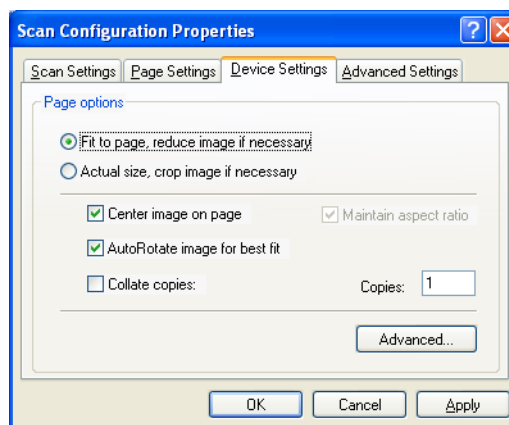 Scan Configuration Properties
Scan Settings Page Settings Device Settings Advanced Settings
Page options
Fit to page, reduce image if necessary
Actual size, crop image if necessary
Center image on page Maintain aspect ratio
AutoRotate image for best fit
Collate copies: Copies: 1
Advanced...
OK Cancel Apply